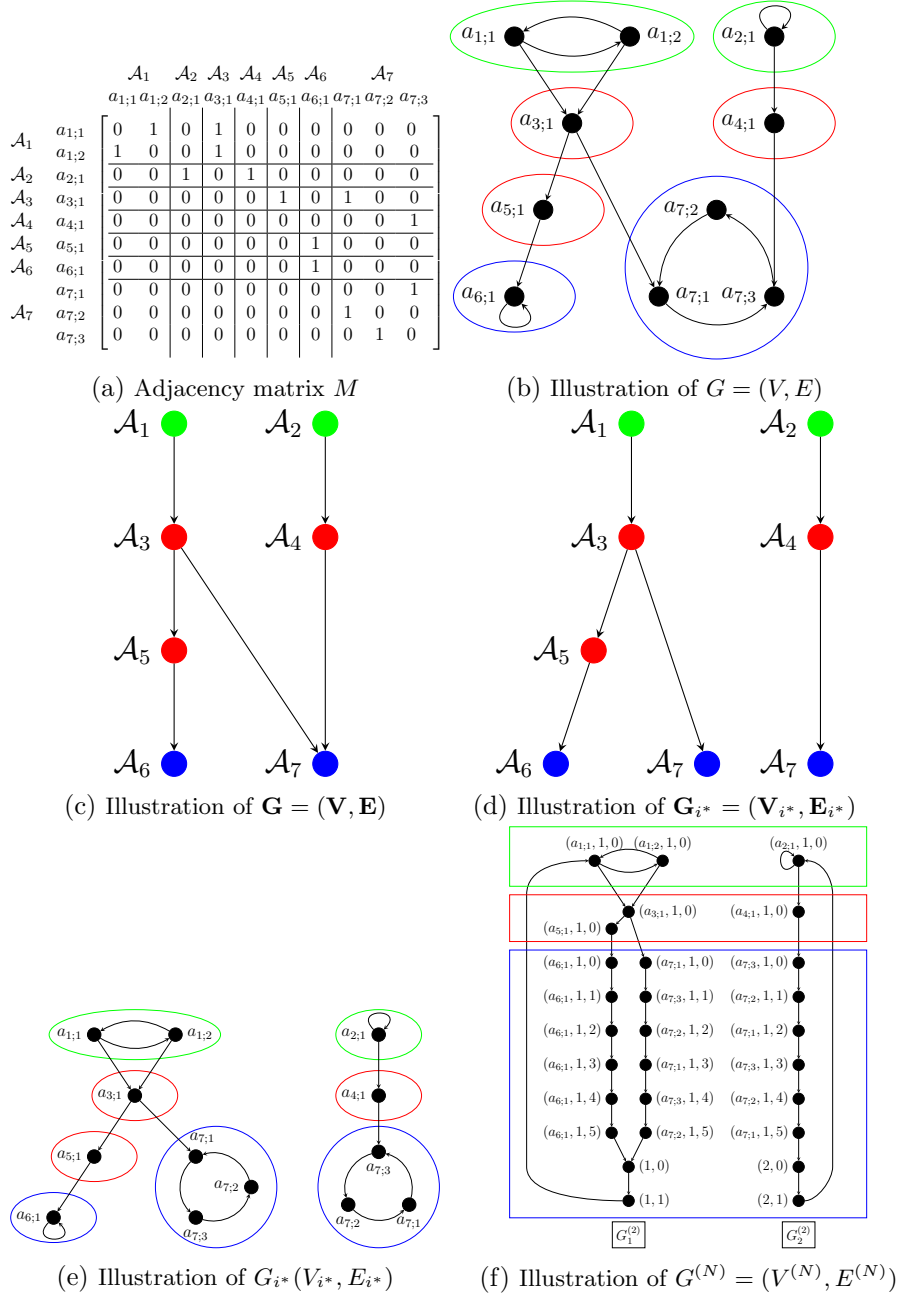 𝒜₁ 𝒜₂ 𝒜₃ 𝒜₄ 𝒜₅ 𝒜₆ 𝒜₇
a₁;₁ a₁;₂ a₂;₁ a₃;₁ a₄;₁ a₅;₁ a₆;₁ a₇;₁ a₇;₂ a₇;₃
𝒜₁ a₁;₁ 0 1 0 1 0 0 0 0 0 0
a₁;₂ 1 0 0 1 0 0 0 0 0 0
𝒜₂ a₂;₁ 0 0 1 0 1 0 0 0 0 0
𝒜₃ a₃;₁ 0 0 0 0 0 1 0 1 0 0
𝒜₄ a₄;₁ 0 0 0 0 0 0 0 0 0 1
𝒜₅ a₅;₁ 0 0 0 0 0 0 1 0 0 0
𝒜₆ a₆;₁ 0 0 0 0 0 0 1 0 0 0
a₇;₁ 0 0 0 0 0 0 0 0 0 1
𝒜₇ a₇;₂ 0 0 0 0 0 0 0 1 0 0
a₇;₃ 0 0 0 0 0 0 0 0 1 0
(a) Adjacency matrix M
a₁;₁ a₁;₂ a₂;₁
a₃;₁ a₄;₁
a₅;₁ a₇;₂
a₆;₁ a₇;₁ a₇;₃
(b) Illustration of G = (V, E)
𝒜₁ 𝒜₂
𝒜₃ 𝒜₄
𝒜₅
𝒜₆ 𝒜₇
(c) Illustration of 𝐆 = (𝐕, 𝐄)
𝒜₁ 𝒜₂
𝒜₃ 𝒜₄
𝒜₅
𝒜₆ 𝒜₇ 𝒜₇
(d) Illustration of 𝐆ᵢ* = (𝐕ᵢ*, 𝐄ᵢ*)
a₁;₁ a₁;₂ a₂;₁
a₃;₁ a₄;₁
a₅;₁ a₇;₁ a₇;₃
a₇;₂
a₆;₁ a₇;₃ a₇;₂ a₇;₁
(e) Illustration of Gᵢ*(Vᵢ*, Eᵢ*)
(a₁;₁, 1, 0) (a₁;₂, 1, 0) (a₂;₁, 1, 0)
(a₃;₁, 1, 0) (a₄;₁, 1, 0)
(a₅;₁, 1, 0)
(a₆;₁, 1, 0) (a₇;₁, 1, 0) (a₇;₃, 1, 0)
(a₆;₁, 1, 1) (a₇;₃, 1, 1) (a₇;₂, 1, 1)
(a₆;₁, 1, 2) (a₇;₂, 1, 2) (a₇;₁, 1, 2)
(a₆;₁, 1, 3) (a₇;₁, 1, 3) (a₇;₃, 1, 3)
(a₆;₁, 1, 4) (a₇;₃, 1, 4) (a₇;₂, 1, 4)
(a₆;₁, 1, 5) (a₇;₂, 1, 5) (a₇;₁, 1, 5)
(1, 0) (2, 0)
(1, 1) (2, 1)
G₁⁽²⁾ G₂⁽²⁾
(f) Illustration of G⁽ᴺ⁾ = (V⁽ᴺ⁾, E⁽ᴺ⁾)